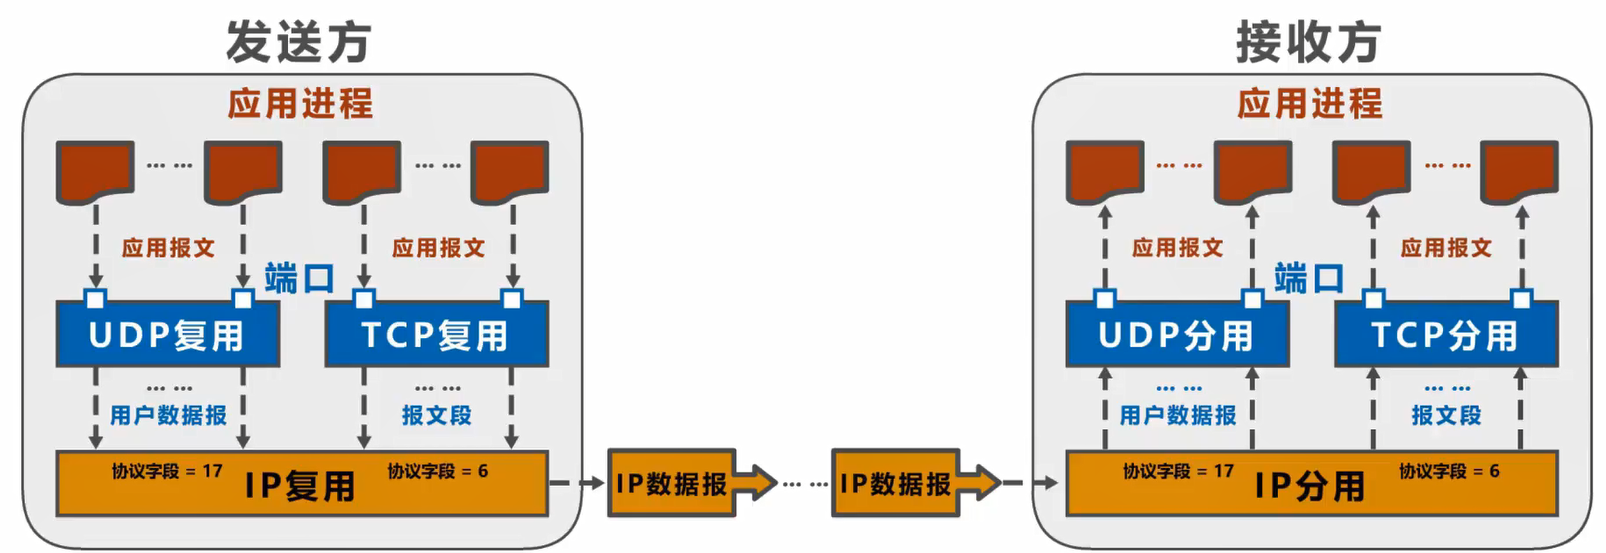 发送方
接收方
应用进程
应用进程
... ...
... ...
... ...
... ...
应用报文
应用报文
应用报文
应用报文
端口
端口
UDP复用
TCP复用
UDP分用
TCP分用
... ...
... ...
... ...
... ...
用户数据报
报文段
用户数据报
报文段
协议字段 = 17
IP复用
协议字段 = 6
IP数据报
... ...
IP数据报
协议字段 = 17
IP分用
协议字段 = 6